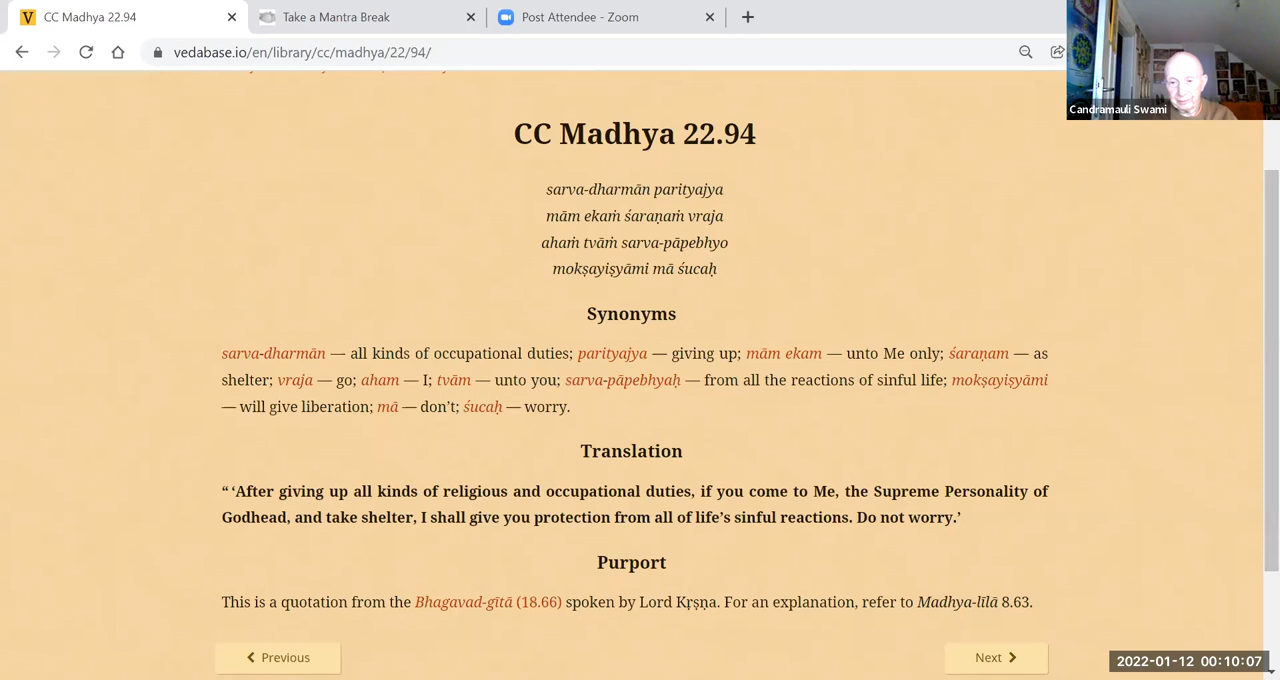 CC Madhya 22.94
Take a Mantra Break
Post Attendee - Zoom
vedabase.io/en/library/cc/madhya/22/94/
Candramauli Swami
CC Madhya 22.94
sarva-dharmān parityajya
mām ekaṁ śaraṇaṁ vraja
ahaṁ tvāṁ sarva-pāpebhyo
mokṣayiṣyāmi mā śucaḥ
Synonyms
sarva-dharmān — all kinds of occupational duties; parityajya — giving up; mām ekam — unto Me only; śaraṇam — as
shelter; vraja — go; aham — I; tvām — unto you; sarva-pāpebhyaḥ — from all the reactions of sinful life; mokṣayiṣyāmi
— will give liberation; mā — don’t; śucaḥ — worry.
Translation
“ ‘After giving up all kinds of religious and occupational duties, if you come to Me, the Supreme Personality of
Godhead, and take shelter, I shall give you protection from all of life’s sinful reactions. Do not worry.’
Purport
This is a quotation from the Bhagavad-gītā (18.66) spoken by Lord Kṛṣṇa. For an explanation, refer to Madhya-līlā 8.63.
Previous
Next
2022-01-12 00:10:07